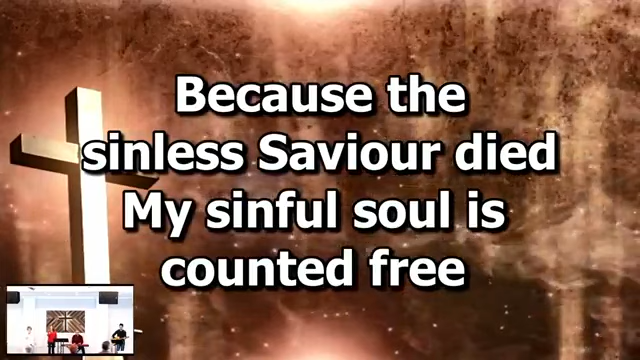 Because the
sinless Saviour died
My sinful soul is
counted free